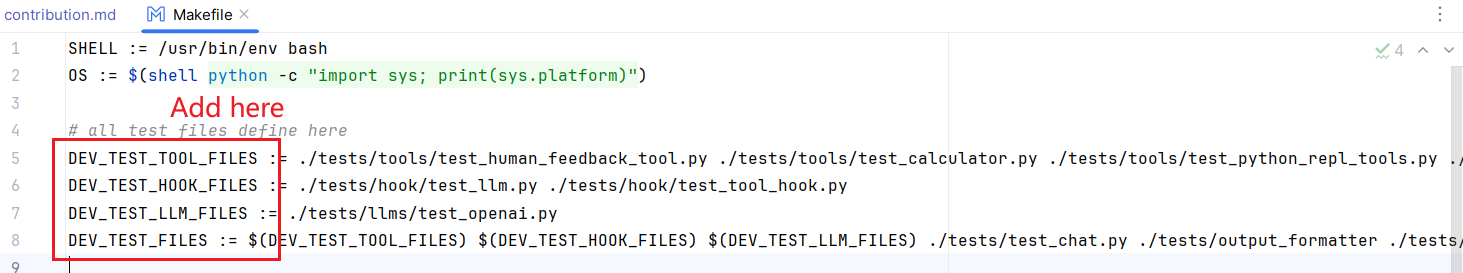 contribution.md Makefile
4
1 SHELL := /usr/bin/env bash
2 OS := $(shell python -c "import sys; print(sys.platform)")
3
Add here
4 # all test files define here
5 DEV_TEST_TOOL_FILES := ./tests/tools/test_human_feedback_tool.py ./tests/tools/test_calculator.py ./tests/tools/test_python_repl_tools.py ./
6 DEV_TEST_HOOK_FILES := ./tests/hook/test_llm.py ./tests/hook/test_tool_hook.py
7 DEV_TEST_LLM_FILES := ./tests/llms/test_openai.py
8 DEV_TEST_FILES := $(DEV_TEST_TOOL_FILES) $(DEV_TEST_HOOK_FILES) $(DEV_TEST_LLM_FILES) ./tests/test_chat.py ./tests/output_formatter ./tests/
9